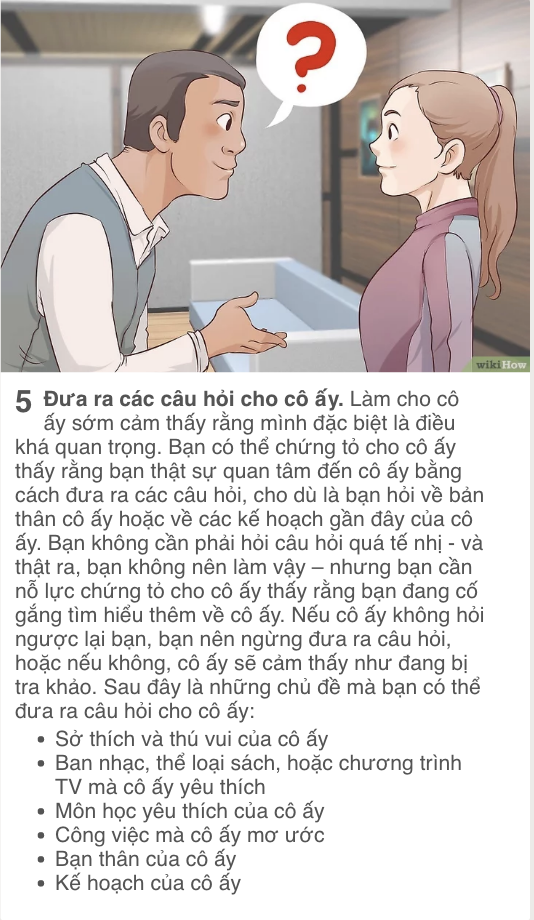 ?
wikiHow
5 Đưa ra các câu hỏi cho cô ấy. Làm cho cô
ấy sớm cảm thấy rằng mình đặc biệt là điều
khá quan trọng. Bạn có thể chứng tỏ cho cô ấy
thấy rằng bạn thật sự quan tâm đến cô ấy bằng
cách đưa ra các câu hỏi, cho dù là bạn hỏi về bản
thân cô ấy hoặc về các kế hoạch gần đây của cô
ấy. Bạn không cần phải hỏi câu hỏi quá tế nhị - và
thật ra, bạn không nên làm vậy – nhưng bạn cần
nỗ lực chứng tỏ cho cô ấy thấy rằng bạn đang cố
gắng tìm hiểu thêm về cô ấy. Nếu cô ấy không hỏi
ngược lại bạn, bạn nên ngừng đưa ra câu hỏi,
hoặc nếu không, cô ấy sẽ cảm thấy như đang bị
tra khảo. Sau đây là những chủ đề mà bạn có thể
đưa ra câu hỏi cho cô ấy:
• Sở thích và thú vui của cô ấy
• Ban nhạc, thể loại sách, hoặc chương trình
TV mà cô ấy yêu thích
• Môn học yêu thích của cô ấy
• Công việc mà cô ấy mơ ước
• Bạn thân của cô ấy
• Kế hoạch của cô ấy